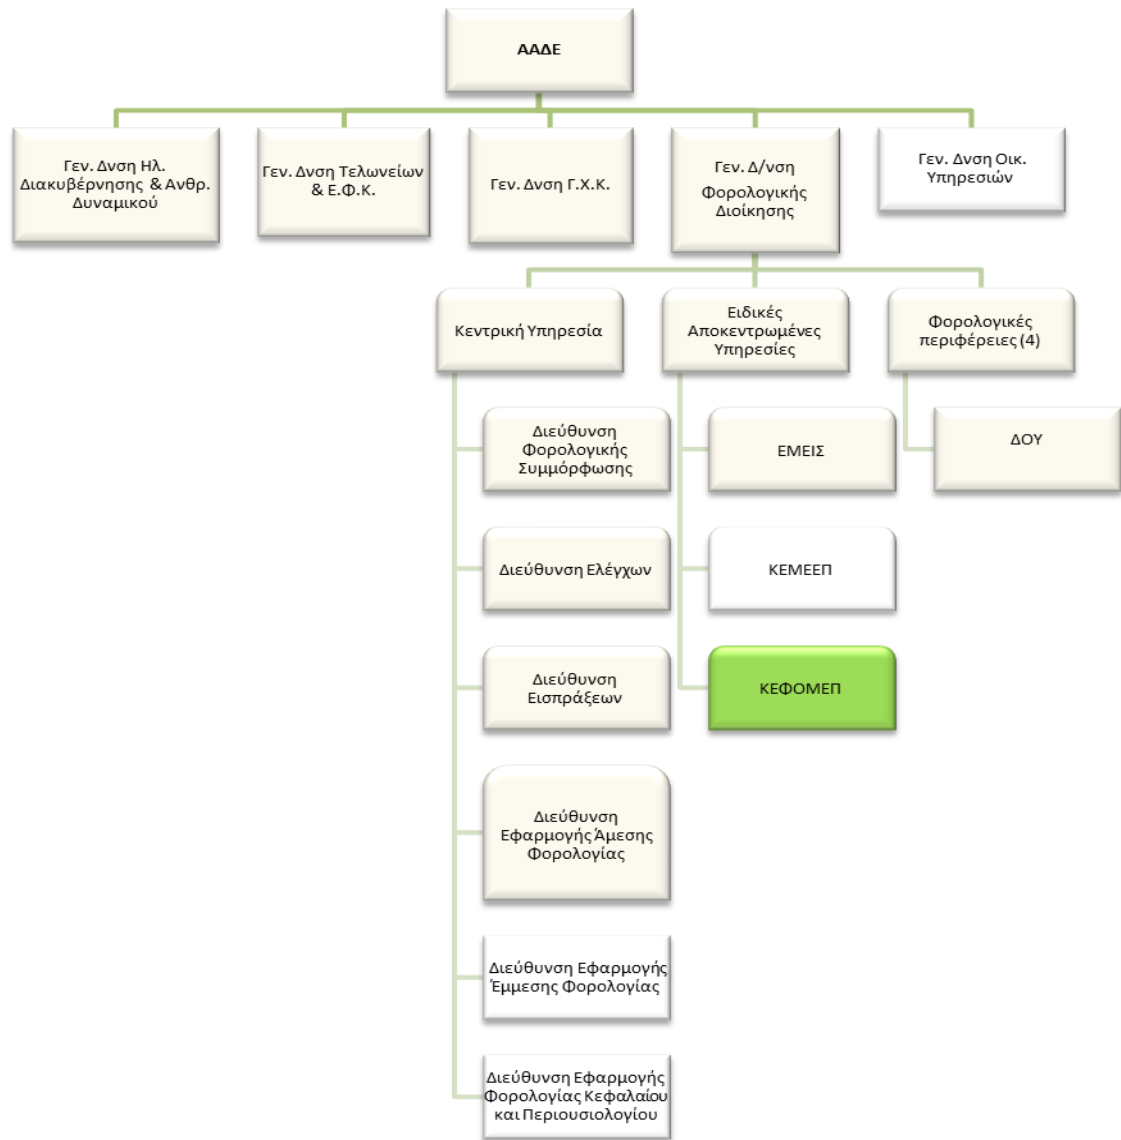 ΑΑΔΕ
Γεν. Δνση Ηλ.
Διακυβέρνησης & Ανθρ.
Δυναμικού
Γεν. Δνση Τελωνείων
& Ε.Φ.Κ.
Γεν. Δνση Γ.Χ.Κ.
Γεν. Δ/νση
Φορολογικής
Διοίκησης
Γεν. Δνση Οικ.
Υπηρεσιών
Κεντρική Υπηρεσία
Ειδικές
Αποκεντρωμένες
Υπηρεσίες
Φορολογικές
περιφέρειες (4)
Διεύθυνση
Φορολογικής
Συμμόρφωσης
ΕΜΕΙΣ
ΔΟΥ
Διεύθυνση Ελέγχων
ΚΕΜΕΕΠ
Διεύθυνση
Εισπράξεων
ΚΕΦΟΜΕΠ
Διεύθυνση
Εφαρμογής Άμεσης
Φορολογίας
Διεύθυνση Εφαρμογής
Έμμεσης Φορολογίας
Διεύθυνση Εφαρμογής
Φορολογίας Κεφαλαίου
και Περιουσιολογίου